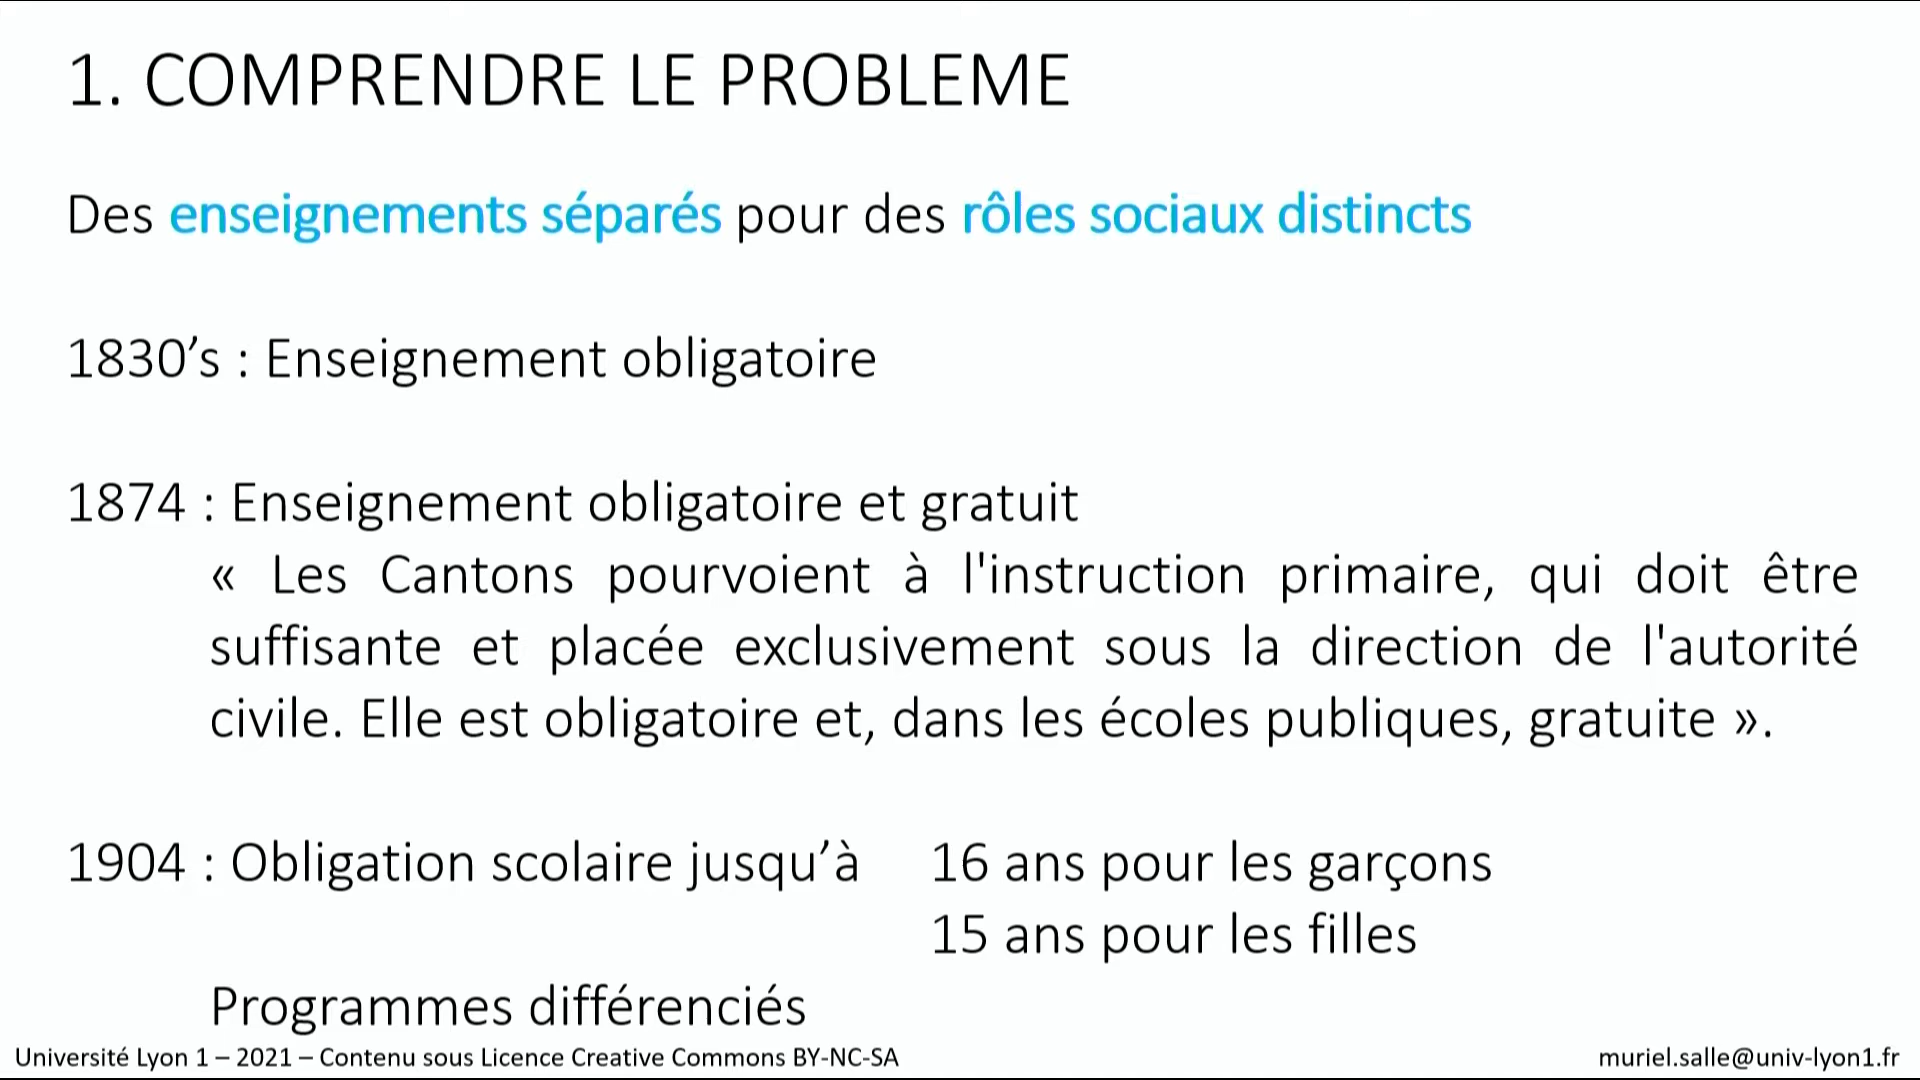 1. COMPRENDRE LE PROBLEME
Des enseignements séparés pour des rôles sociaux distincts
1830’s : Enseignement obligatoire
1874 : Enseignement obligatoire et gratuit
« Les Cantons pourvoient à l'instruction primaire, qui doit être
suffisante et placée exclusivement sous la direction de l'autorité
civile. Elle est obligatoire et, dans les écoles publiques, gratuite ».
1904 : Obligation scolaire jusqu’à 16 ans pour les garçons
15 ans pour les filles
Programmes différenciés
Université Lyon 1 – 2021 – Contenu sous Licence Creative Commons BY-NC-SA
muriel.salle@univ-lyon1.fr